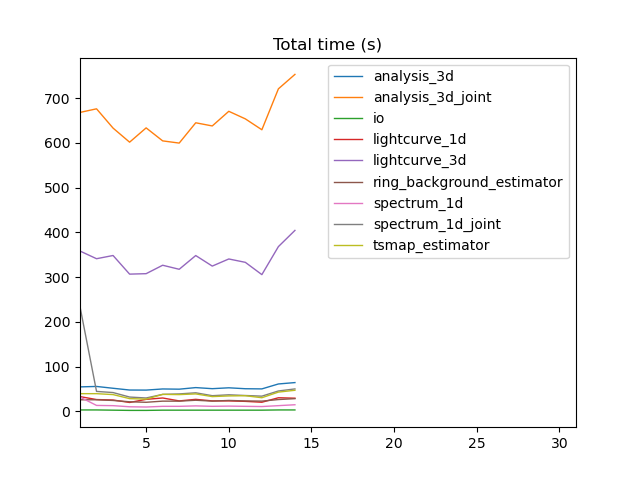 Total time (s)
700
600
500
400
300
200
100
0
5
10
15
20
25
30
analysis_3d
analysis_3d_joint
io
lightcurve_1d
lightcurve_3d
ring_background_estimator
spectrum_1d
spectrum_1d_joint
tsmap_estimator